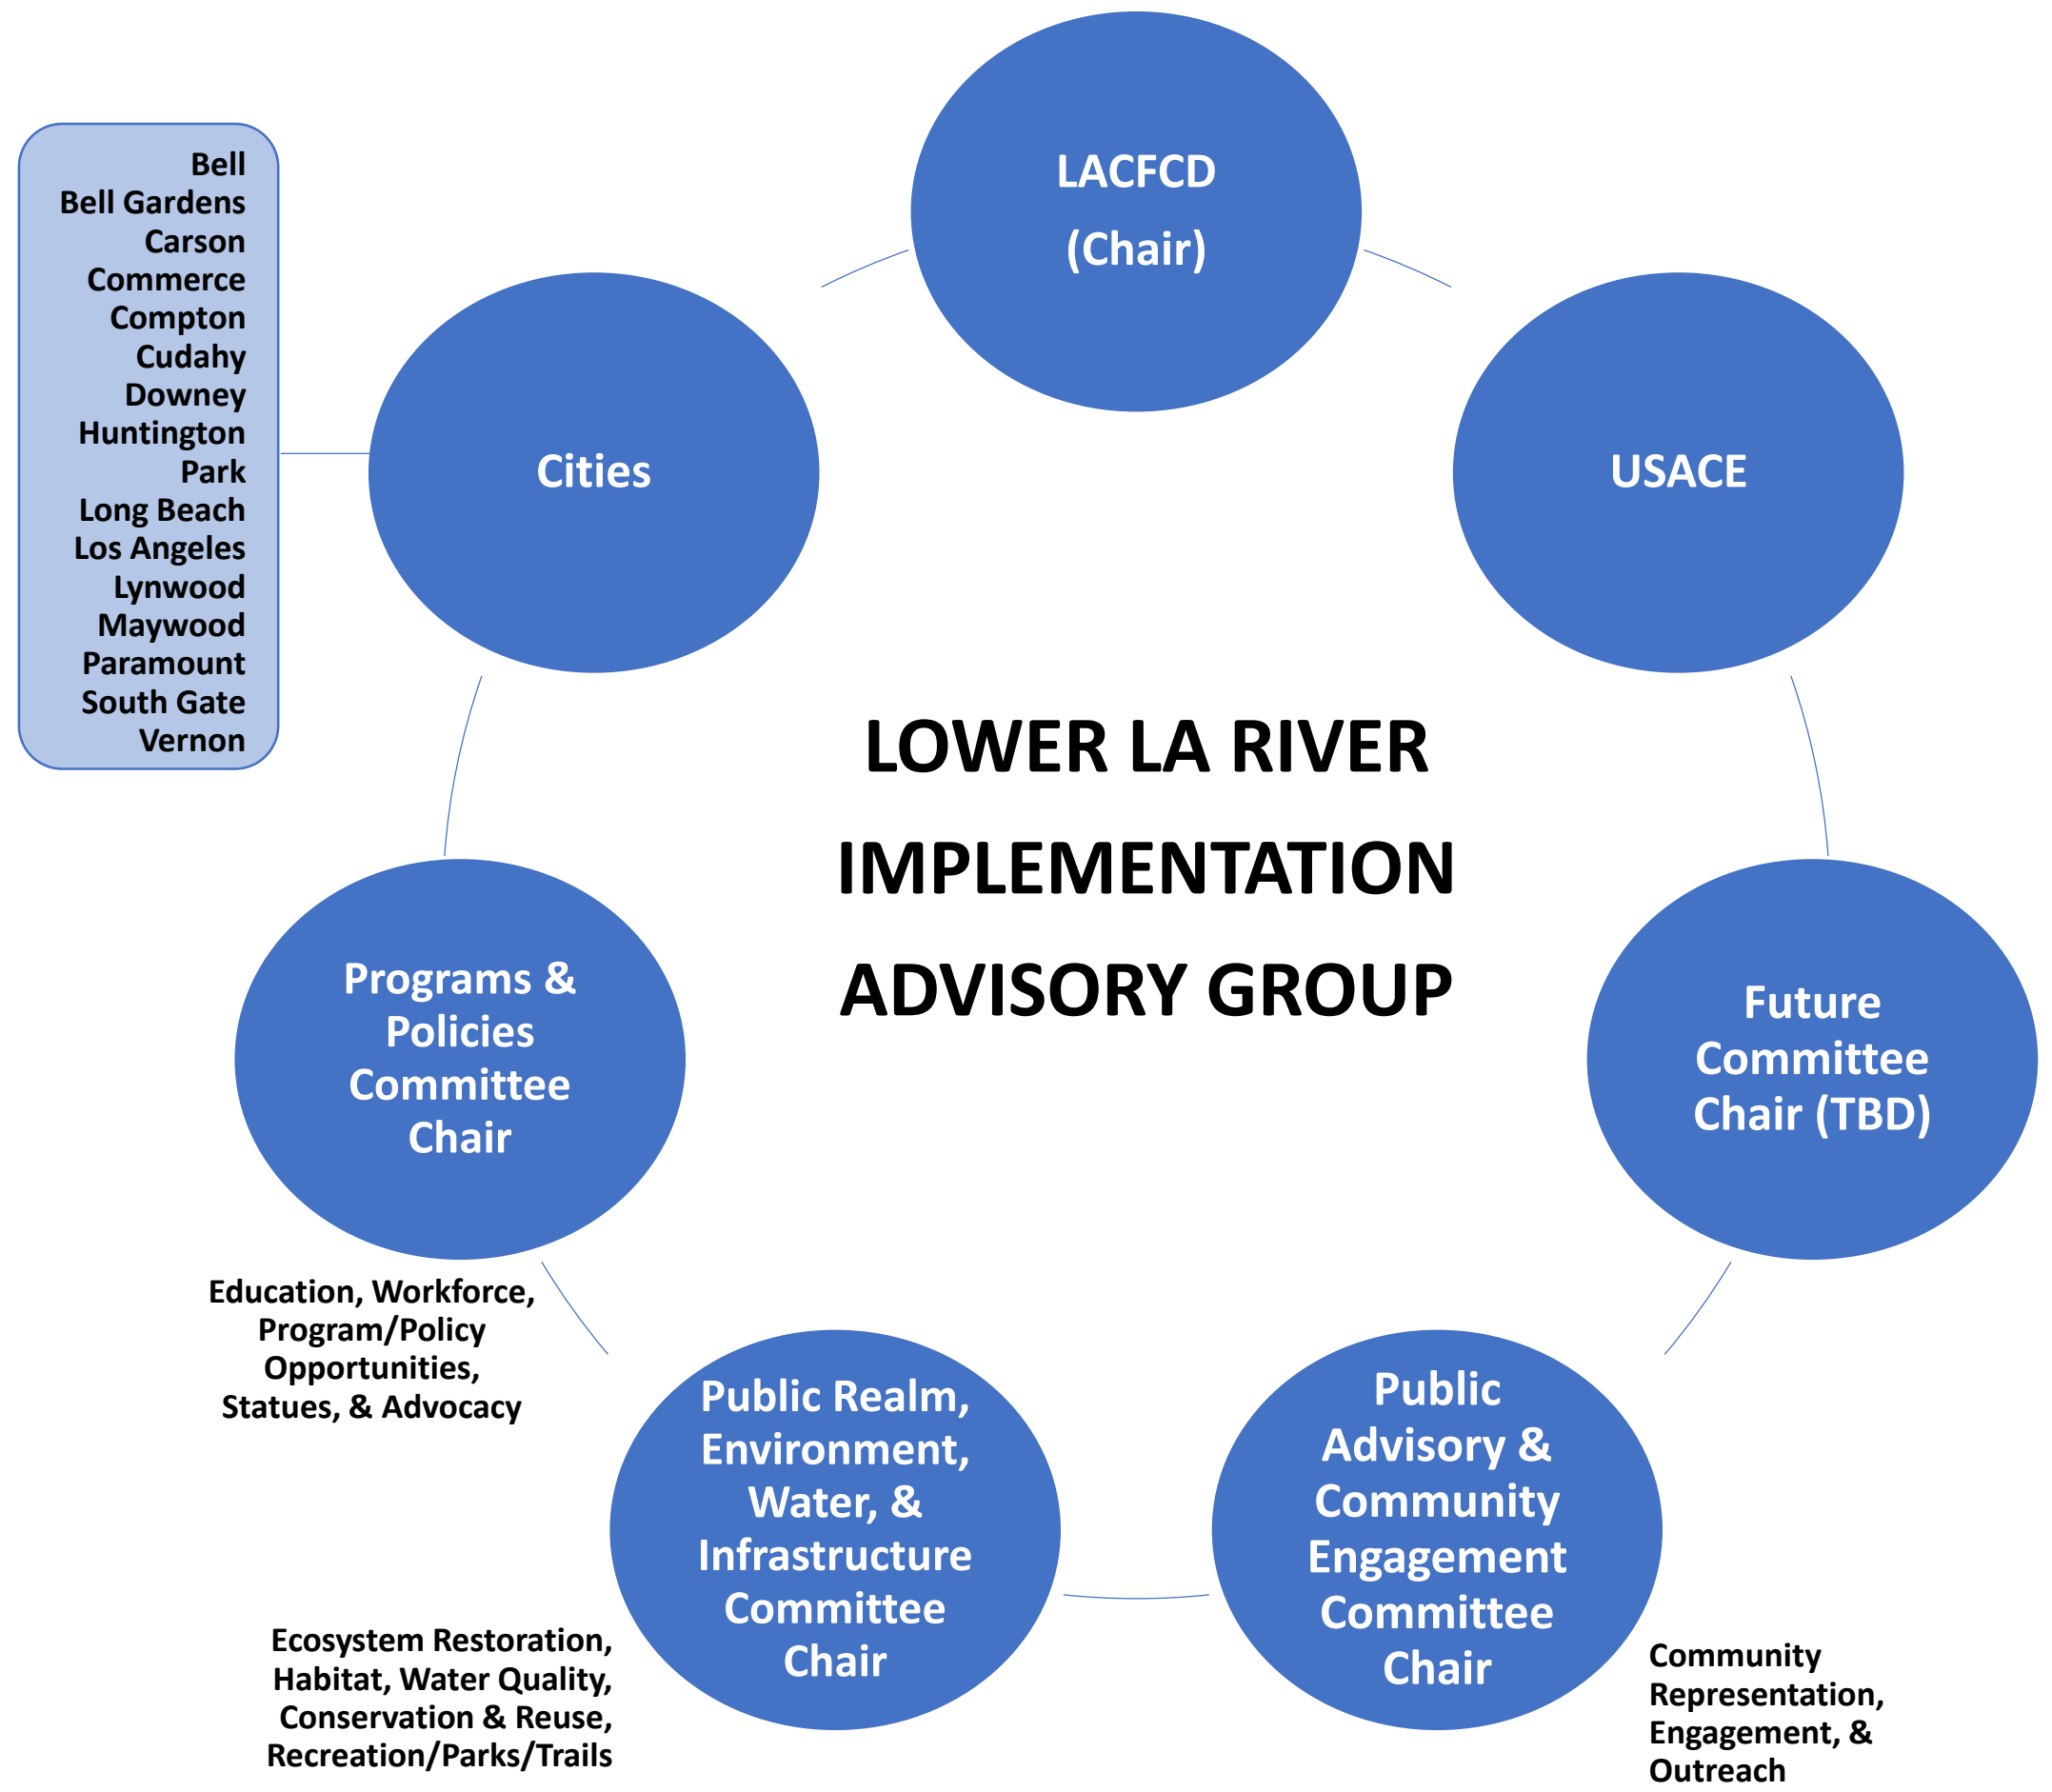 LACFCD
(Chair)
Bell
Bell Gardens
Carson
Commerce
Compton
Cudahy
Downey
Huntington
Park
Long Beach
Los Angeles
Lynwood
Maywood
Paramount
South Gate
Vernon
Cities
USACE
LOWER LA RIVER
IMPLEMENTATION
ADVISORY GROUP
Programs &
Policies
Committee
Chair
Future
Committee
Chair (TBD)
Education, Workforce,
Program/Policy
Opportunities,
Statues, & Advocacy
Public Realm,
Environment,
Water, &
Infrastructure
Committee
Chair
Public
Advisory &
Community
Engagement
Committee
Chair
Ecosystem Restoration,
Habitat, Water Quality,
Conservation & Reuse,
Recreation/Parks/Trails
Community
Representation,
Engagement, &
Outreach